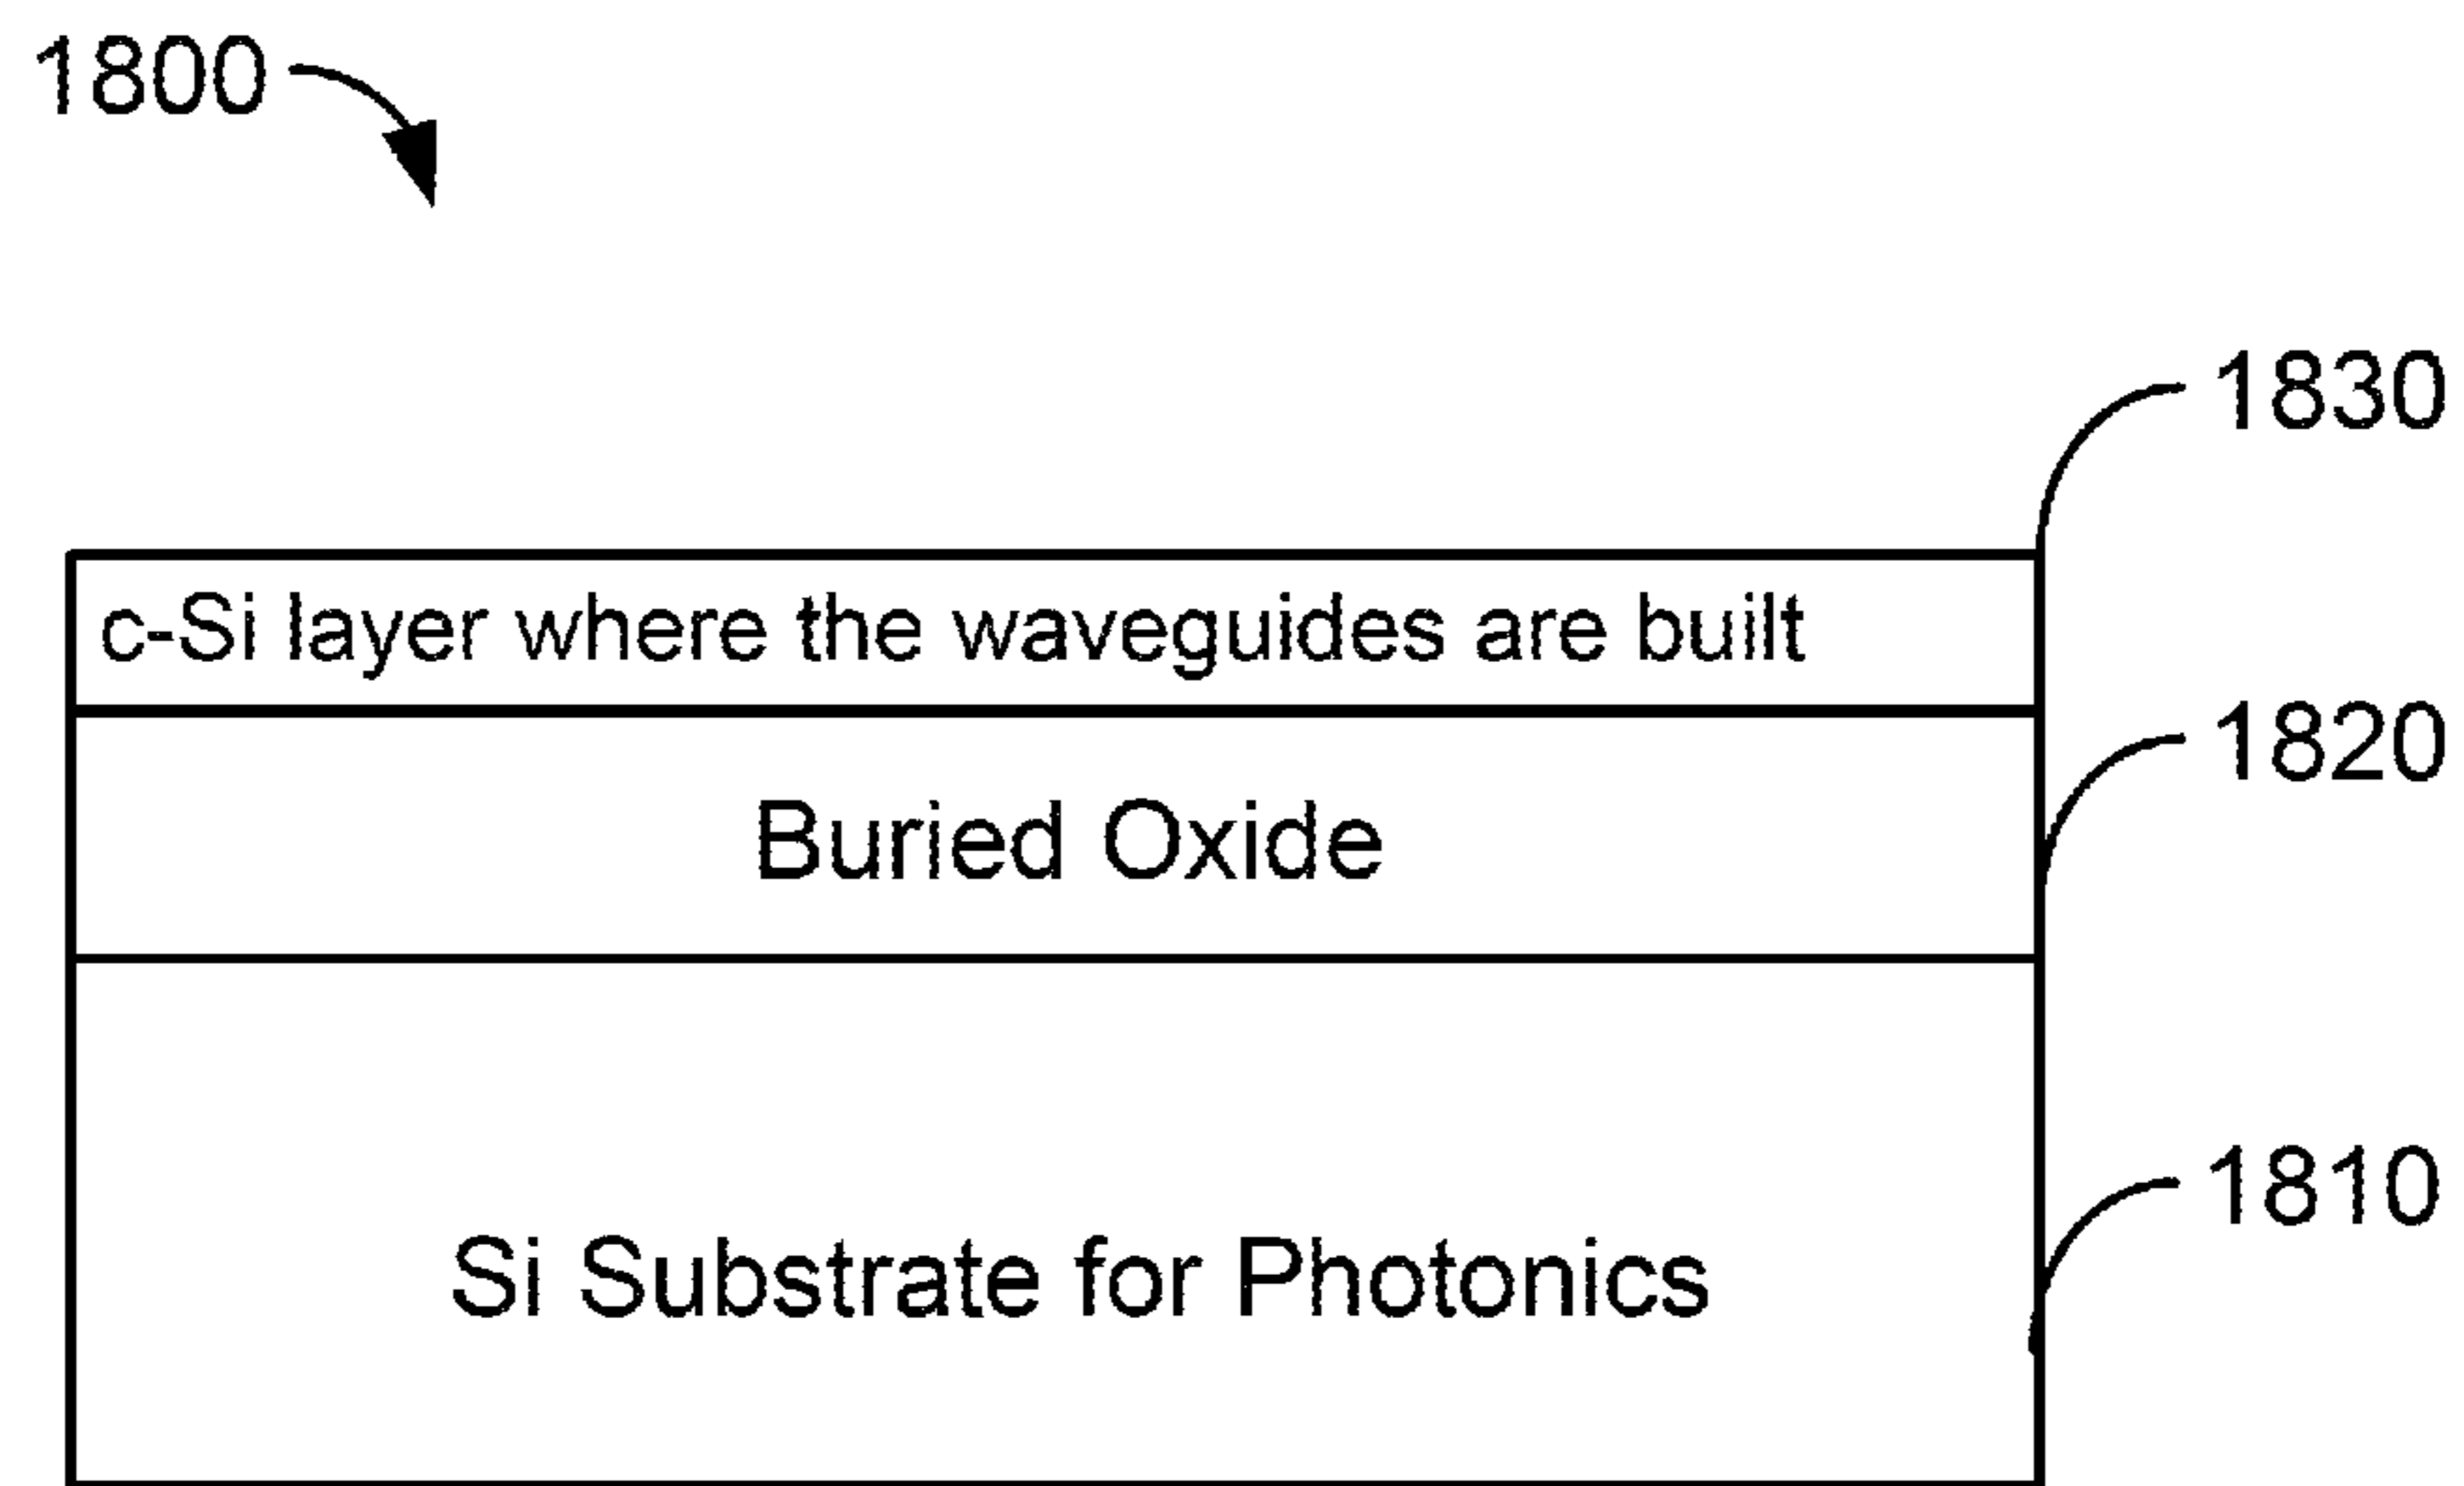 1800
1830
c-Si layer where the waveguides are built
1820
Buried Oxide
1810
Si Substrate for Photonics